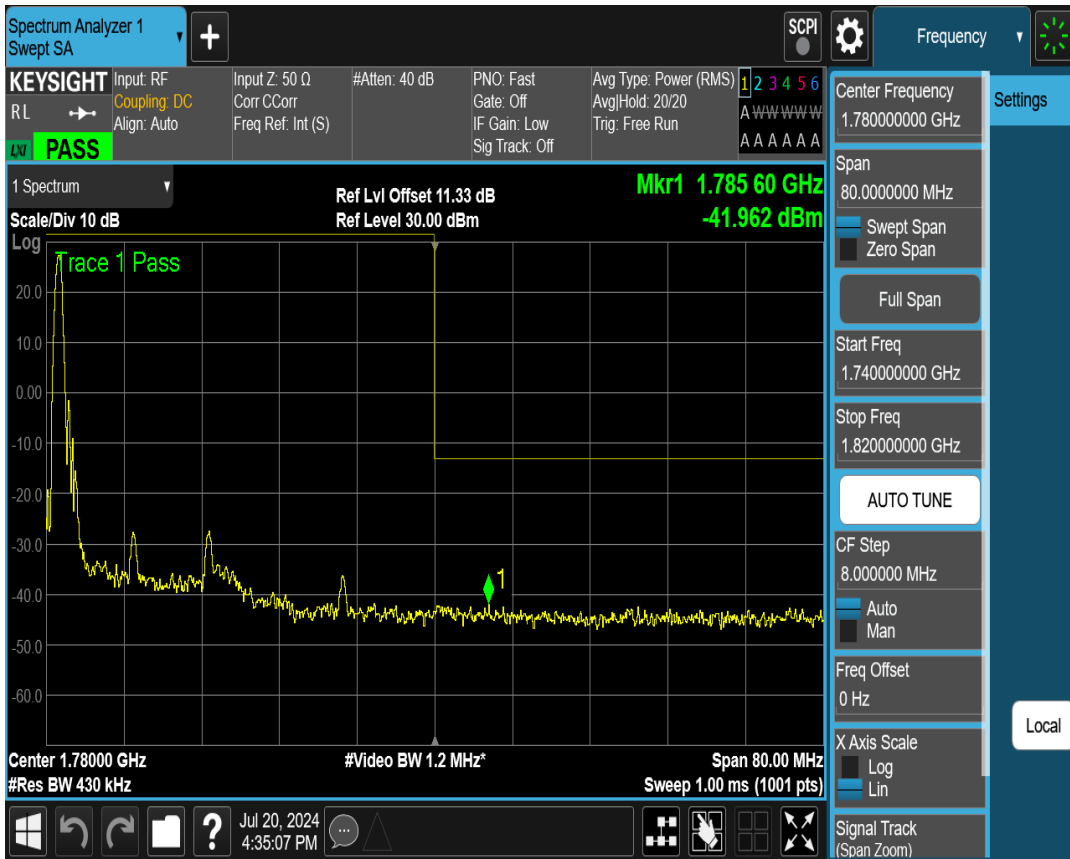 Spectrum Analyzer 1
Swept SA
+
SCPI
Frequency
KEYSIGHT
R L
LXI
PASS
Input: RF
Coupling: DC
Align: Auto
Input Z: 50 Ω
Corr CCorr
Freq Ref: Int (S)
#Atten: 40 dB
PNO: Fast
Gate: Off
IF Gain: Low
Sig Track: Off
Avg Type: Power (RMS)
Avg|Hold: 20/20
Trig: Free Run
1 2 3 4 5 6
A W W W W W
A A A A A A
1 Spectrum
Scale/Div 10 dB
Ref Lvl Offset 11.33 dB
Ref Level 30.00 dBm
Mkr1 1.785 60 GHz
-41.962 dBm
Log
Trace 1 Pass
20.0
10.0
0.00
-10.0
-20.0
-30.0
-40.0
-50.0
-60.0
1
Center 1.78000 GHz
#Res BW 430 kHz
#Video BW 1.2 MHz*
Span 80.00 MHz
Sweep 1.00 ms (1001 pts)
Center Frequency
1.780000000 GHz
Span
80.0000000 MHz
Swept Span
Zero Span
Full Span
Start Freq
1.740000000 GHz
Stop Freq
1.820000000 GHz
AUTO TUNE
CF Step
8.000000 MHz
Auto
Man
Freq Offset
0 Hz
X Axis Scale
Log
Lin
Signal Track
(Span Zoom)
Settings
Local
?
Jul 20, 2024
4:35:07 PM